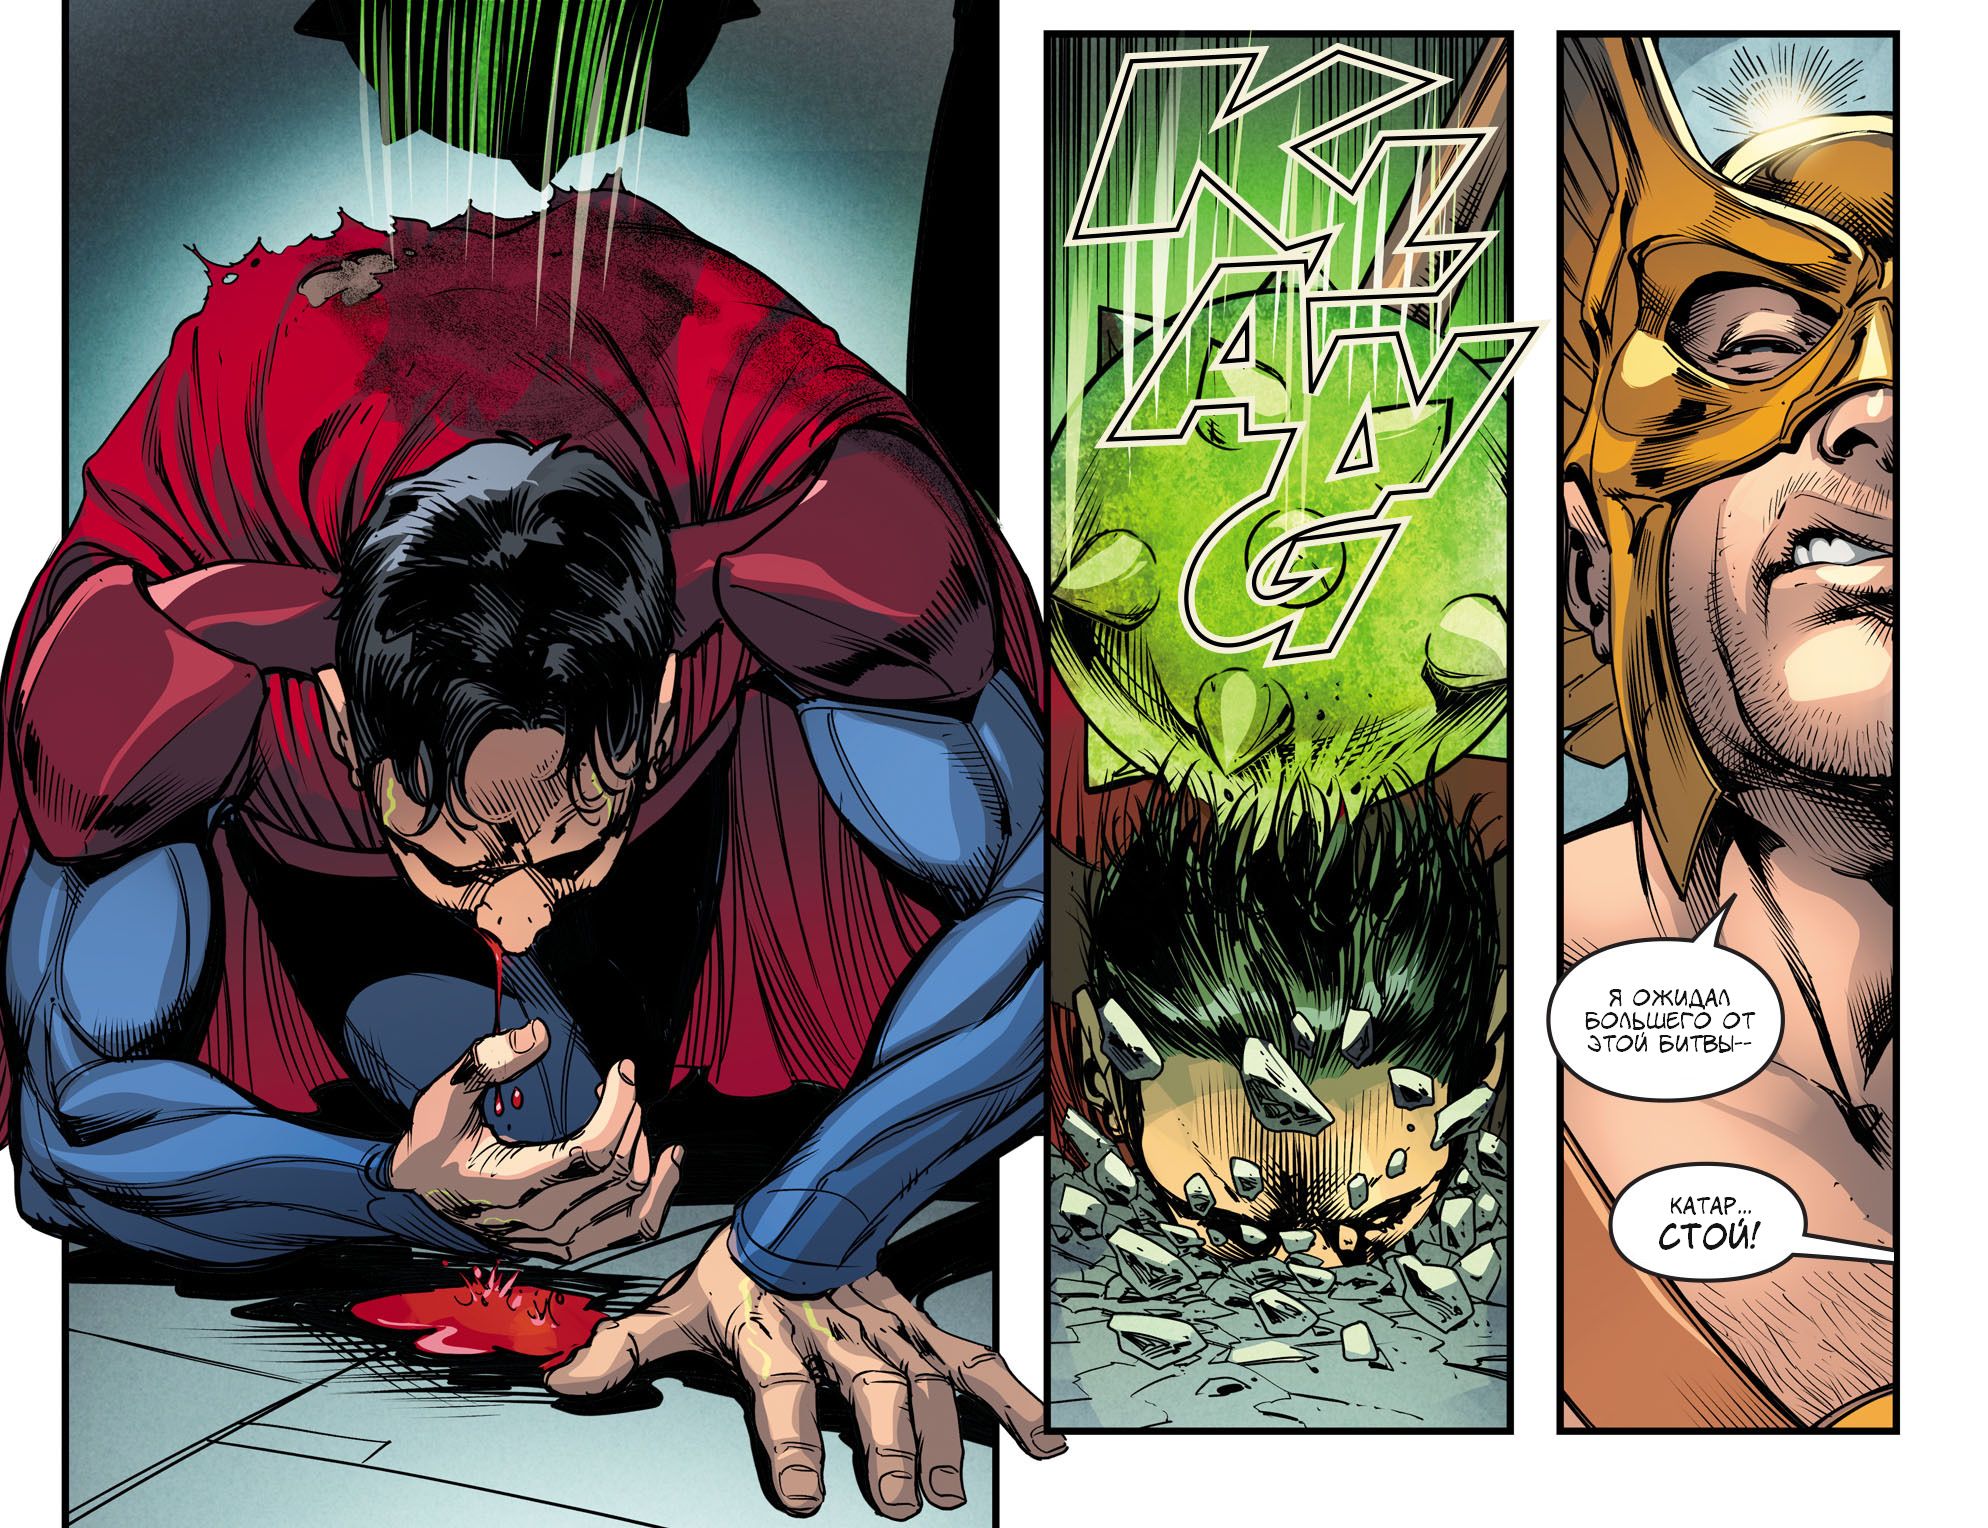 KLANG
Я ОЖИДАЛ
БОЛЬШЕГО ОТ
ЭТОЙ БИТВЫ--
КАТАР...
СТОЙ!